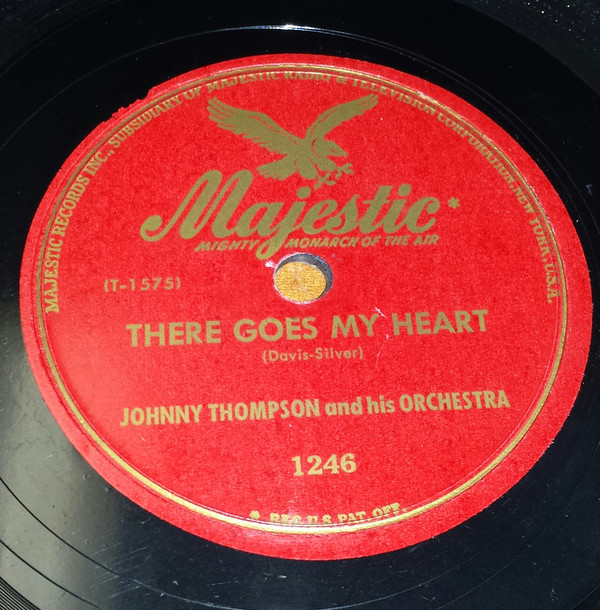 MAJESTIC RECORDS INC., SUBSIDIARY OF MAJESTIC RADIO & TELEVISION CORPORATION, NEW YORK, U.S.A.
Majestic*
MIGHTY MONARCH OF THE AIR
(T-1575)
THERE GOES MY HEART
(Davis-Silver)
JOHNNY THOMPSON and his ORCHESTRA
1246
* REG. U.S. PAT. OFF.